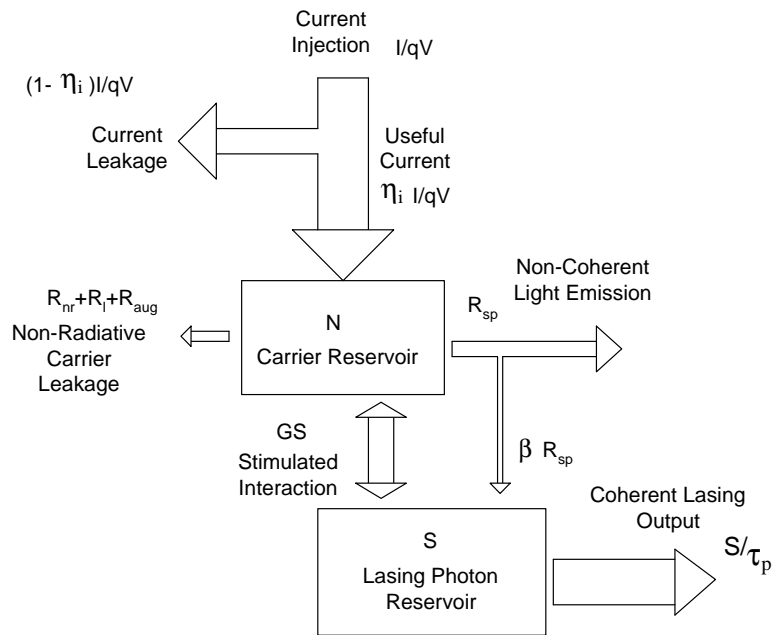 Current
Injection
I/qV
(1- ηi )I/qV
Current
Leakage
Useful
Current
ηi I/qV
Non-Coherent
Light Emission
Rnr+Rl+Raug
Non-Radiative
Carrier
Leakage
N
Carrier Reservoir
Rsp
GS
Stimulated
Interaction
β Rsp
Coherent Lasing
Output
S/τp
S
Lasing Photon
Reservoir